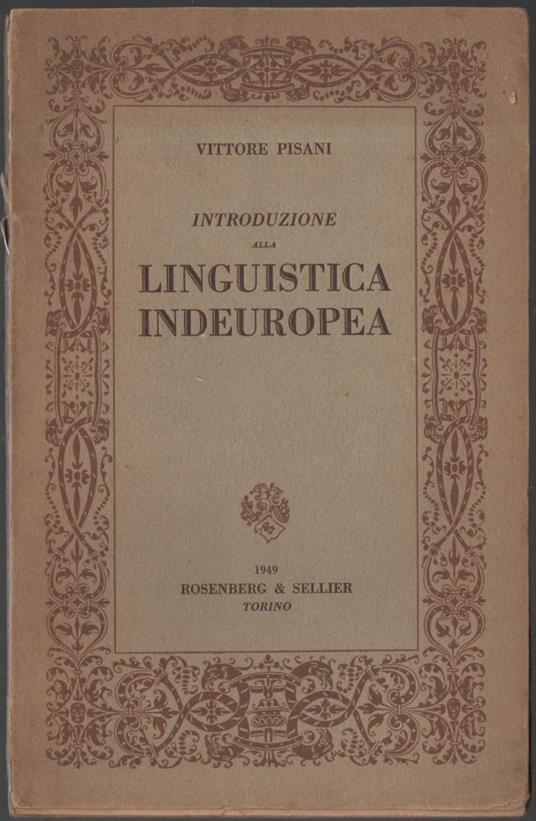 VITTORE PISANI
INTRODUZIONE
ALLA
LINGUISTICA
INDEUROPEA
1949
ROSENBERG & SELLIER
TORINO